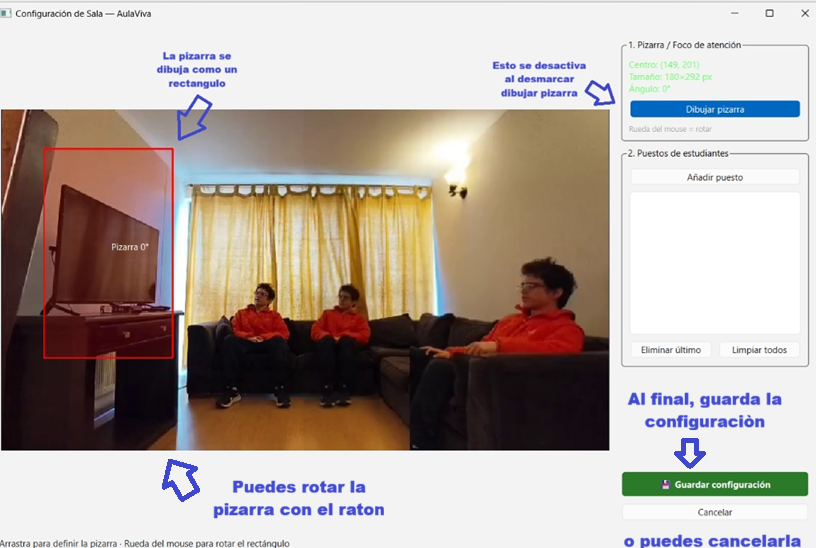 Configuración de Sala — AulaViva
La pizarra se
dibuja como un
rectangulo
Esto se desactiva
al desmarcar
dibujar pizarra
1. Pizarra / Foco de atención
Centro: (149, 201)
Tamaño: 180×292 px
Ángulo: 0°
Dibujar pizarra
Rueda del mouse = rotar
2. Puestos de estudiantes
Añadir puesto
Pizarra 0°
Eliminar último
Limpiar todos
Al final, guarda la
configuraciòn
Puedes rotar la
pizarra con el raton
Guardar configuración
Cancelar
o puedes cancelarla
Arrastra para definir la pizarra · Rueda del mouse para rotar el rectángulo